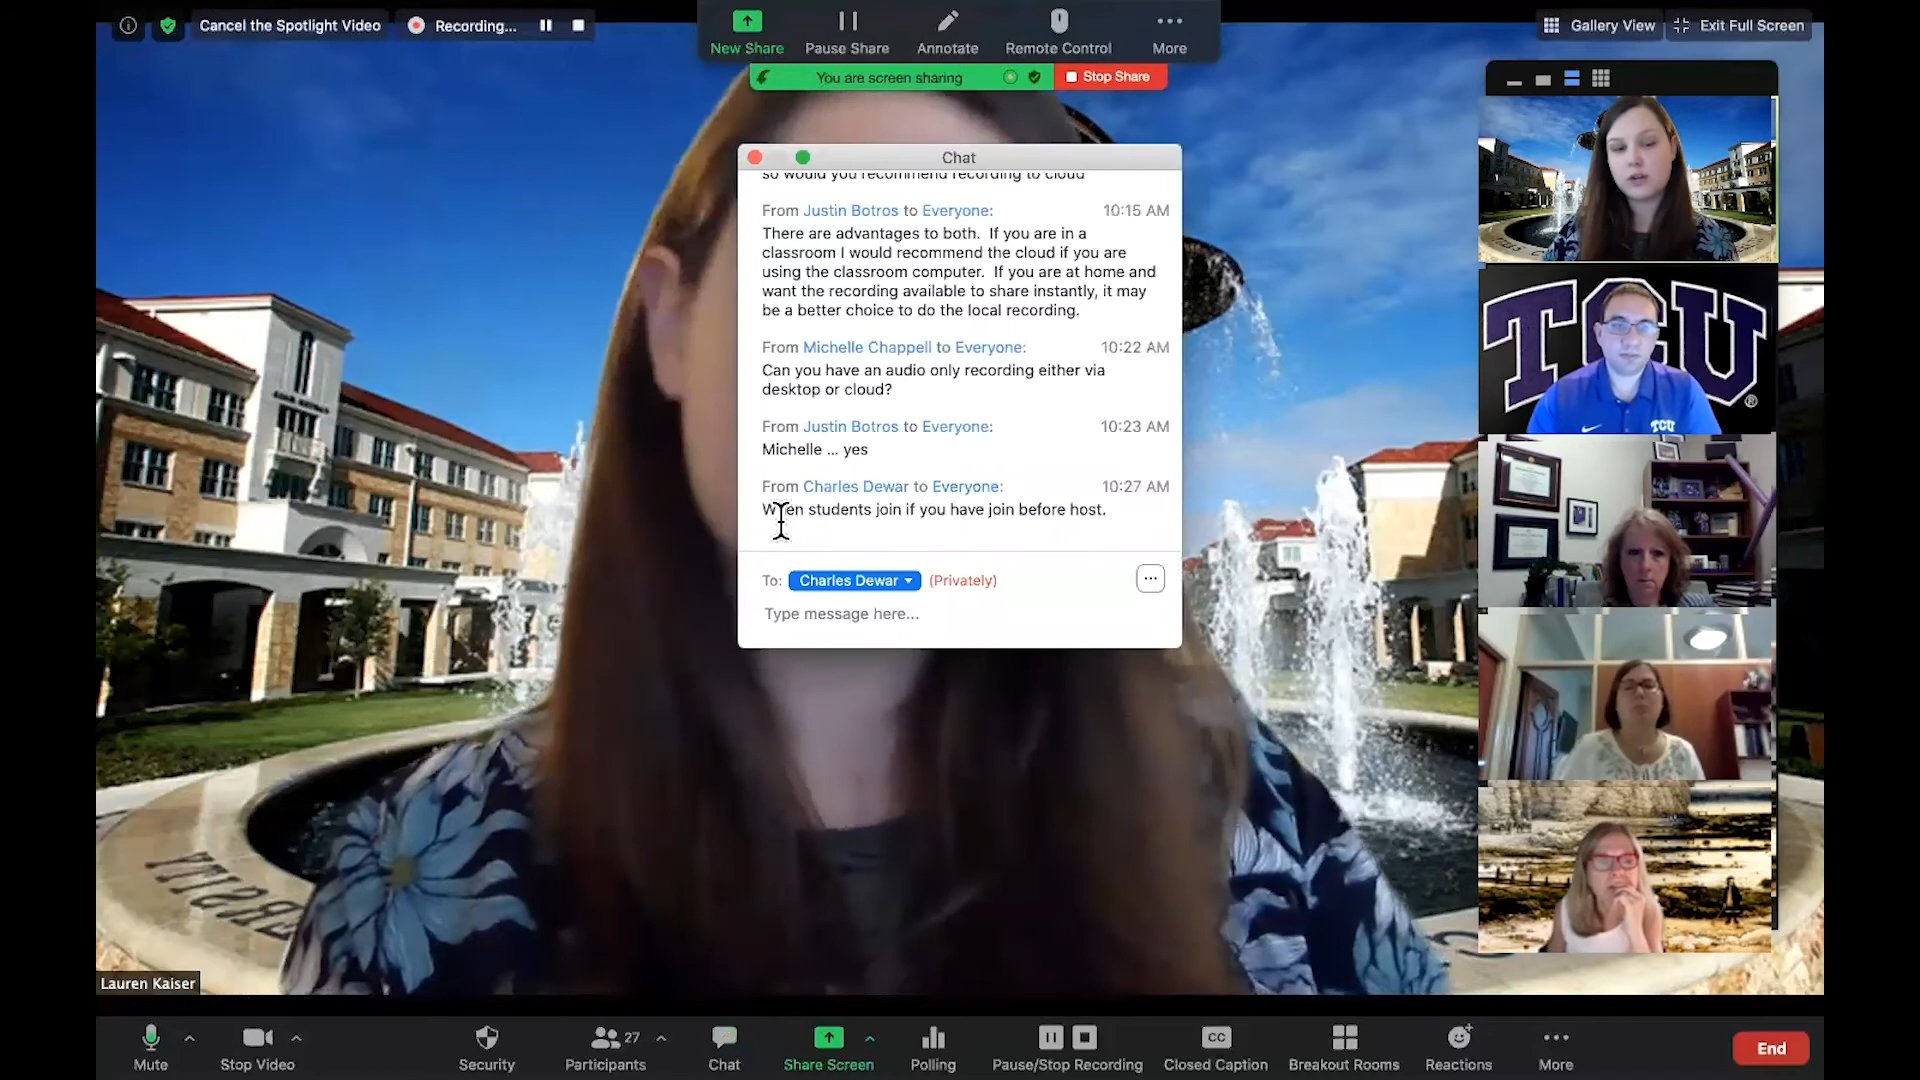 Cancel the Spotlight Video
Recording...
New Share
Pause Share
Annotate
Remote Control
More
Gallery View
Exit Full Screen
You are screen sharing
Stop Share
Chat
so would you recommend recording to cloud
From Justin Botros to Everyone: 10:15 AM
There are advantages to both. If you are in a
classroom I would recommend the cloud if you are
using the classroom computer. If you are at home and
want the recording available to share instantly, it may
be a better choice to do the local recording.
From Michelle Chappell to Everyone: 10:22 AM
Can you have an audio only recording either via
desktop or cloud?
From Justin Botros to Everyone: 10:23 AM
Michelle ... yes
From Charles Dewar to Everyone: 10:27 AM
When students join if you have join before host.
To: Charles Dewar (Privately)
Type message here...
TCU
®
TCU
Lauren Kaiser
Mute
Stop Video
Security
27
Participants
Chat
Share Screen
Polling
Pause/Stop Recording
CC
Closed Caption
Breakout Rooms
Reactions
More
End